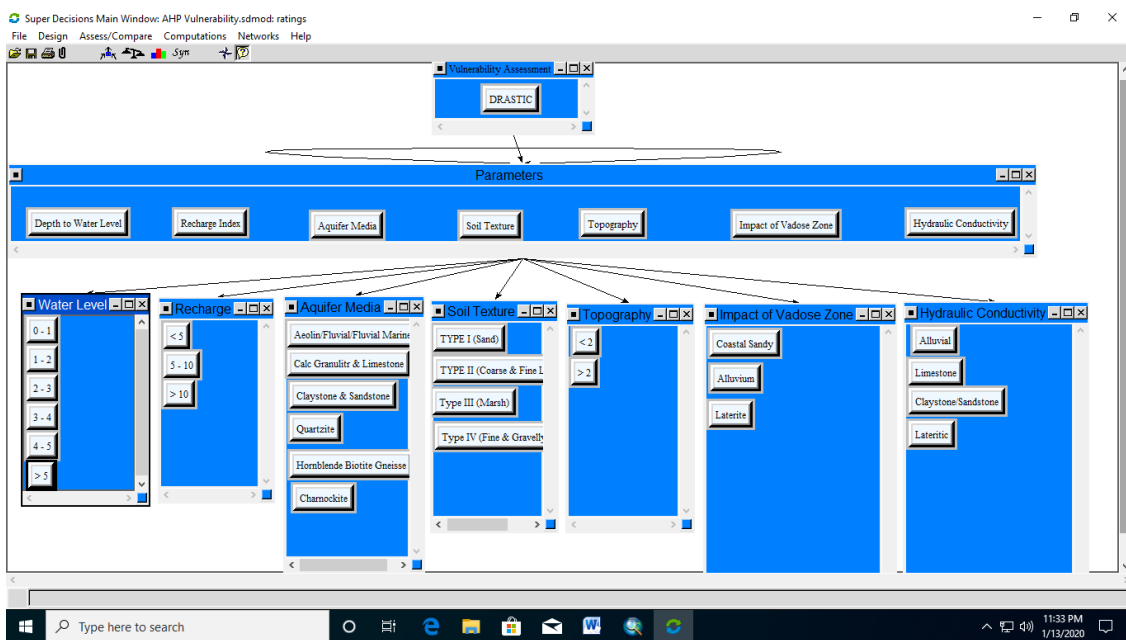 Super Decisions Main Window: AHP Vulnerability.sdmod: ratings
File Design Assess/Compare Computations Networks Help
Syn
Vulnerability Assessment
DRASTIC
Parameters
Depth to Water Level
Recharge Index
Aquifer Media
Soil Texture
Topography
Impact of Vadose Zone
Hydraulic Conductivity
Water Level
0 - 1
1 - 2
2 - 3
3 - 4
4 - 5
> 5
Recharge
< 5
5 - 10
> 10
Aquifer Media
Aeolin/Fluvial/Fluvial Marine
Calc Granulitr & Limestone
Claystone & Sandstone
Quartzite
Hornblende Biotite Gneisse
Charnockite
Soil Texture
TYPE I (Sand)
TYPE II (Coarse & Fine L
Type III (Marsh)
Type IV (Fine & Gravelly
Topography
< 2
> 2
Impact of Vadose Zone
Coastal Sandy
Alluvium
Laterite
Hydraulic Conductivity
Alluvial
Limestone
Claystone/Sandstone
Lateritic
Type here to search
11:33 PM
1/13/2020